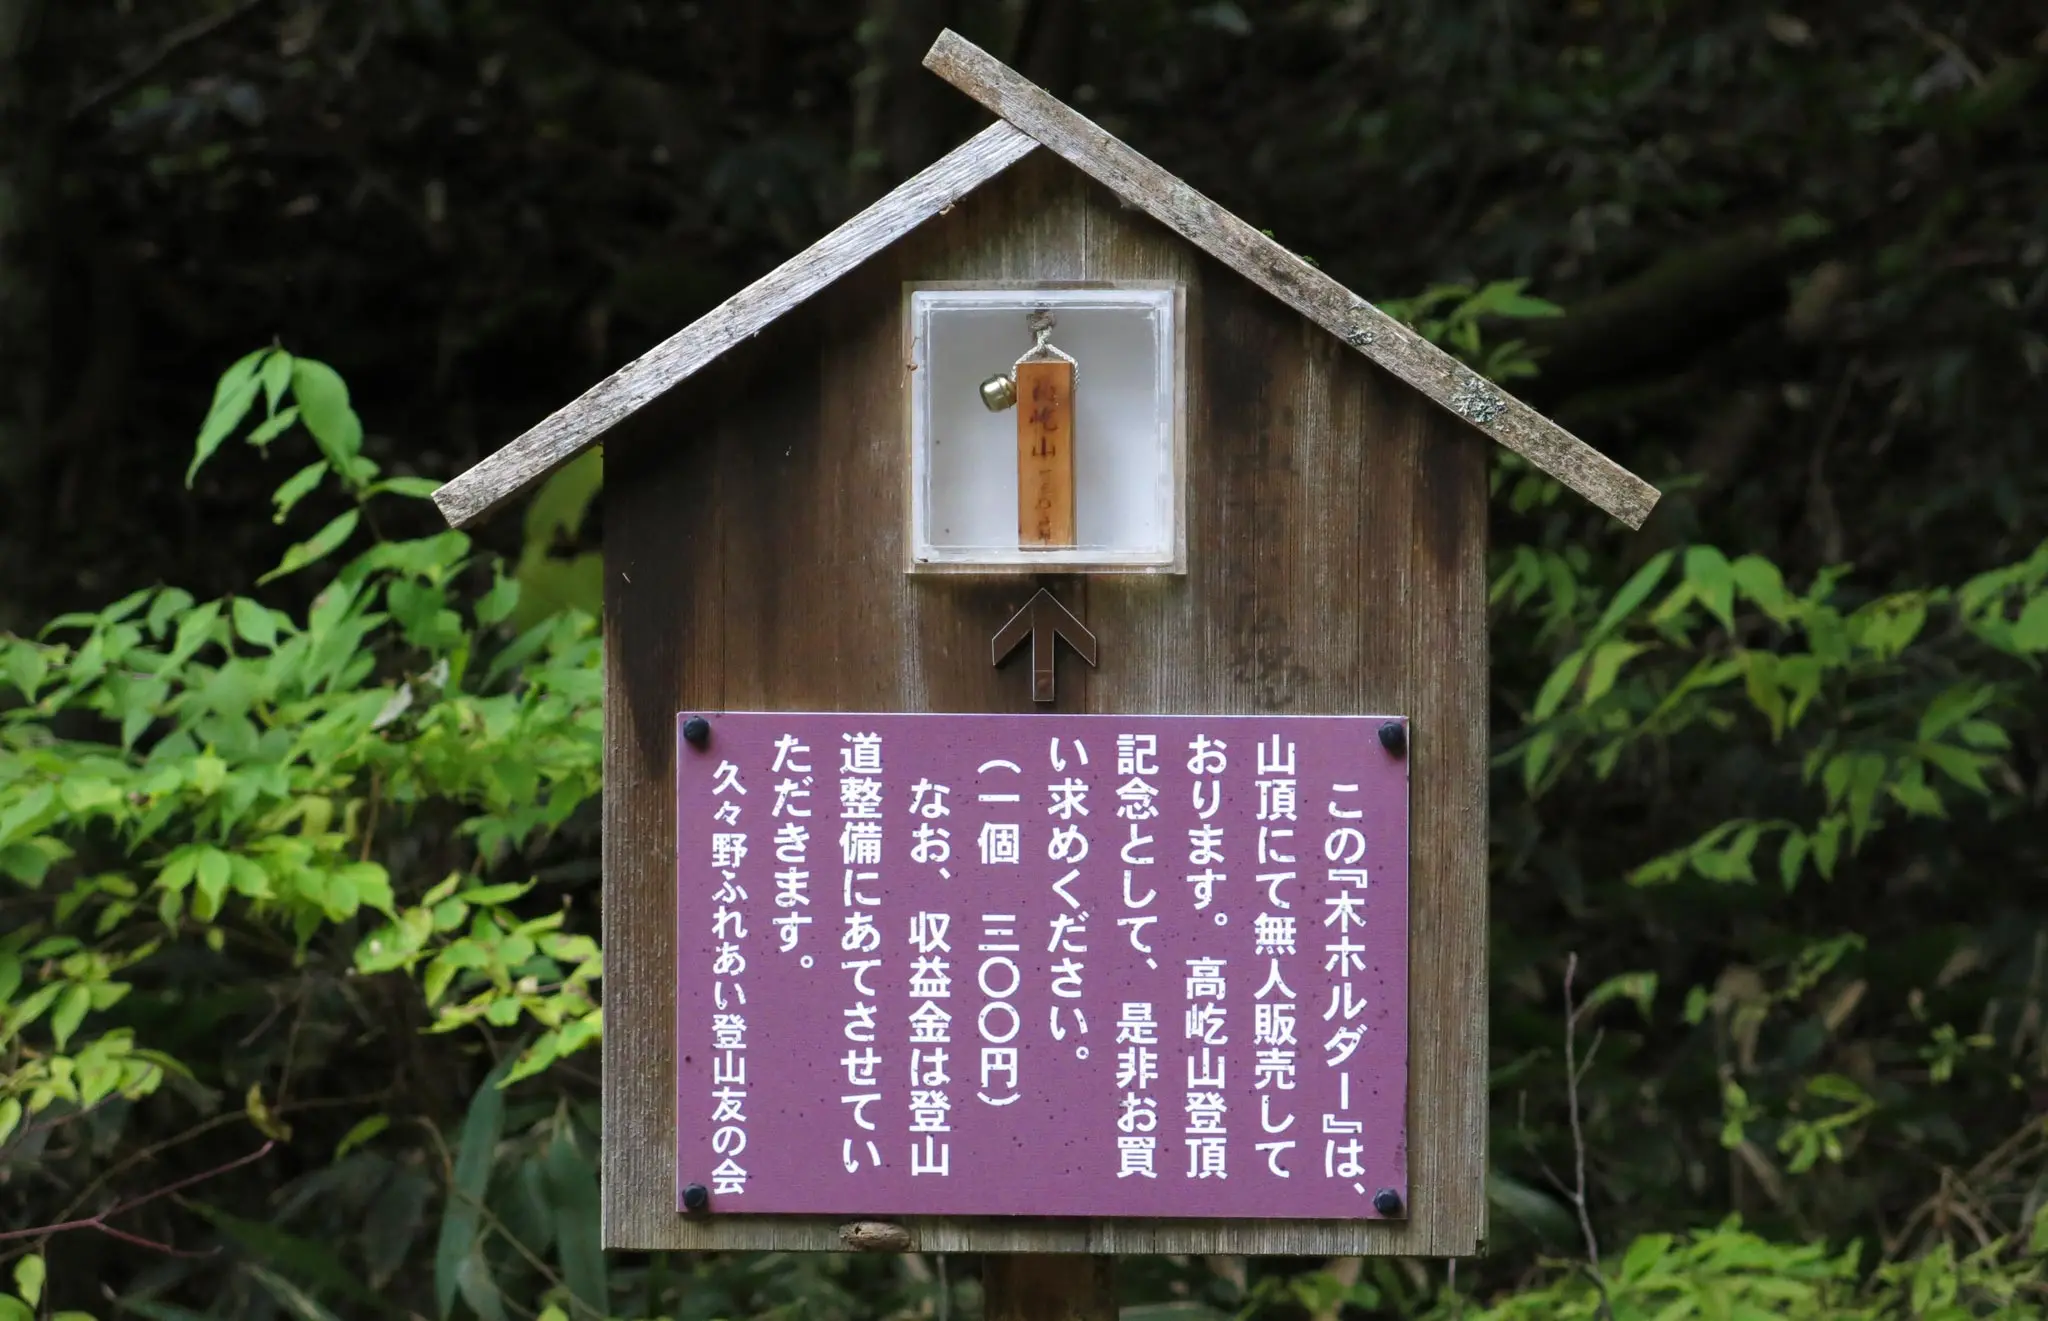 屹山
この『木ホルダー』は、
山頂にて無人販売して
おります。高屹山登頂
記念として、是非お買
い求めください。
（一個　三〇〇円）
なお、収益金は登山
道整備にあてさせてい
ただきます。
久々野ふれあい登山友の会